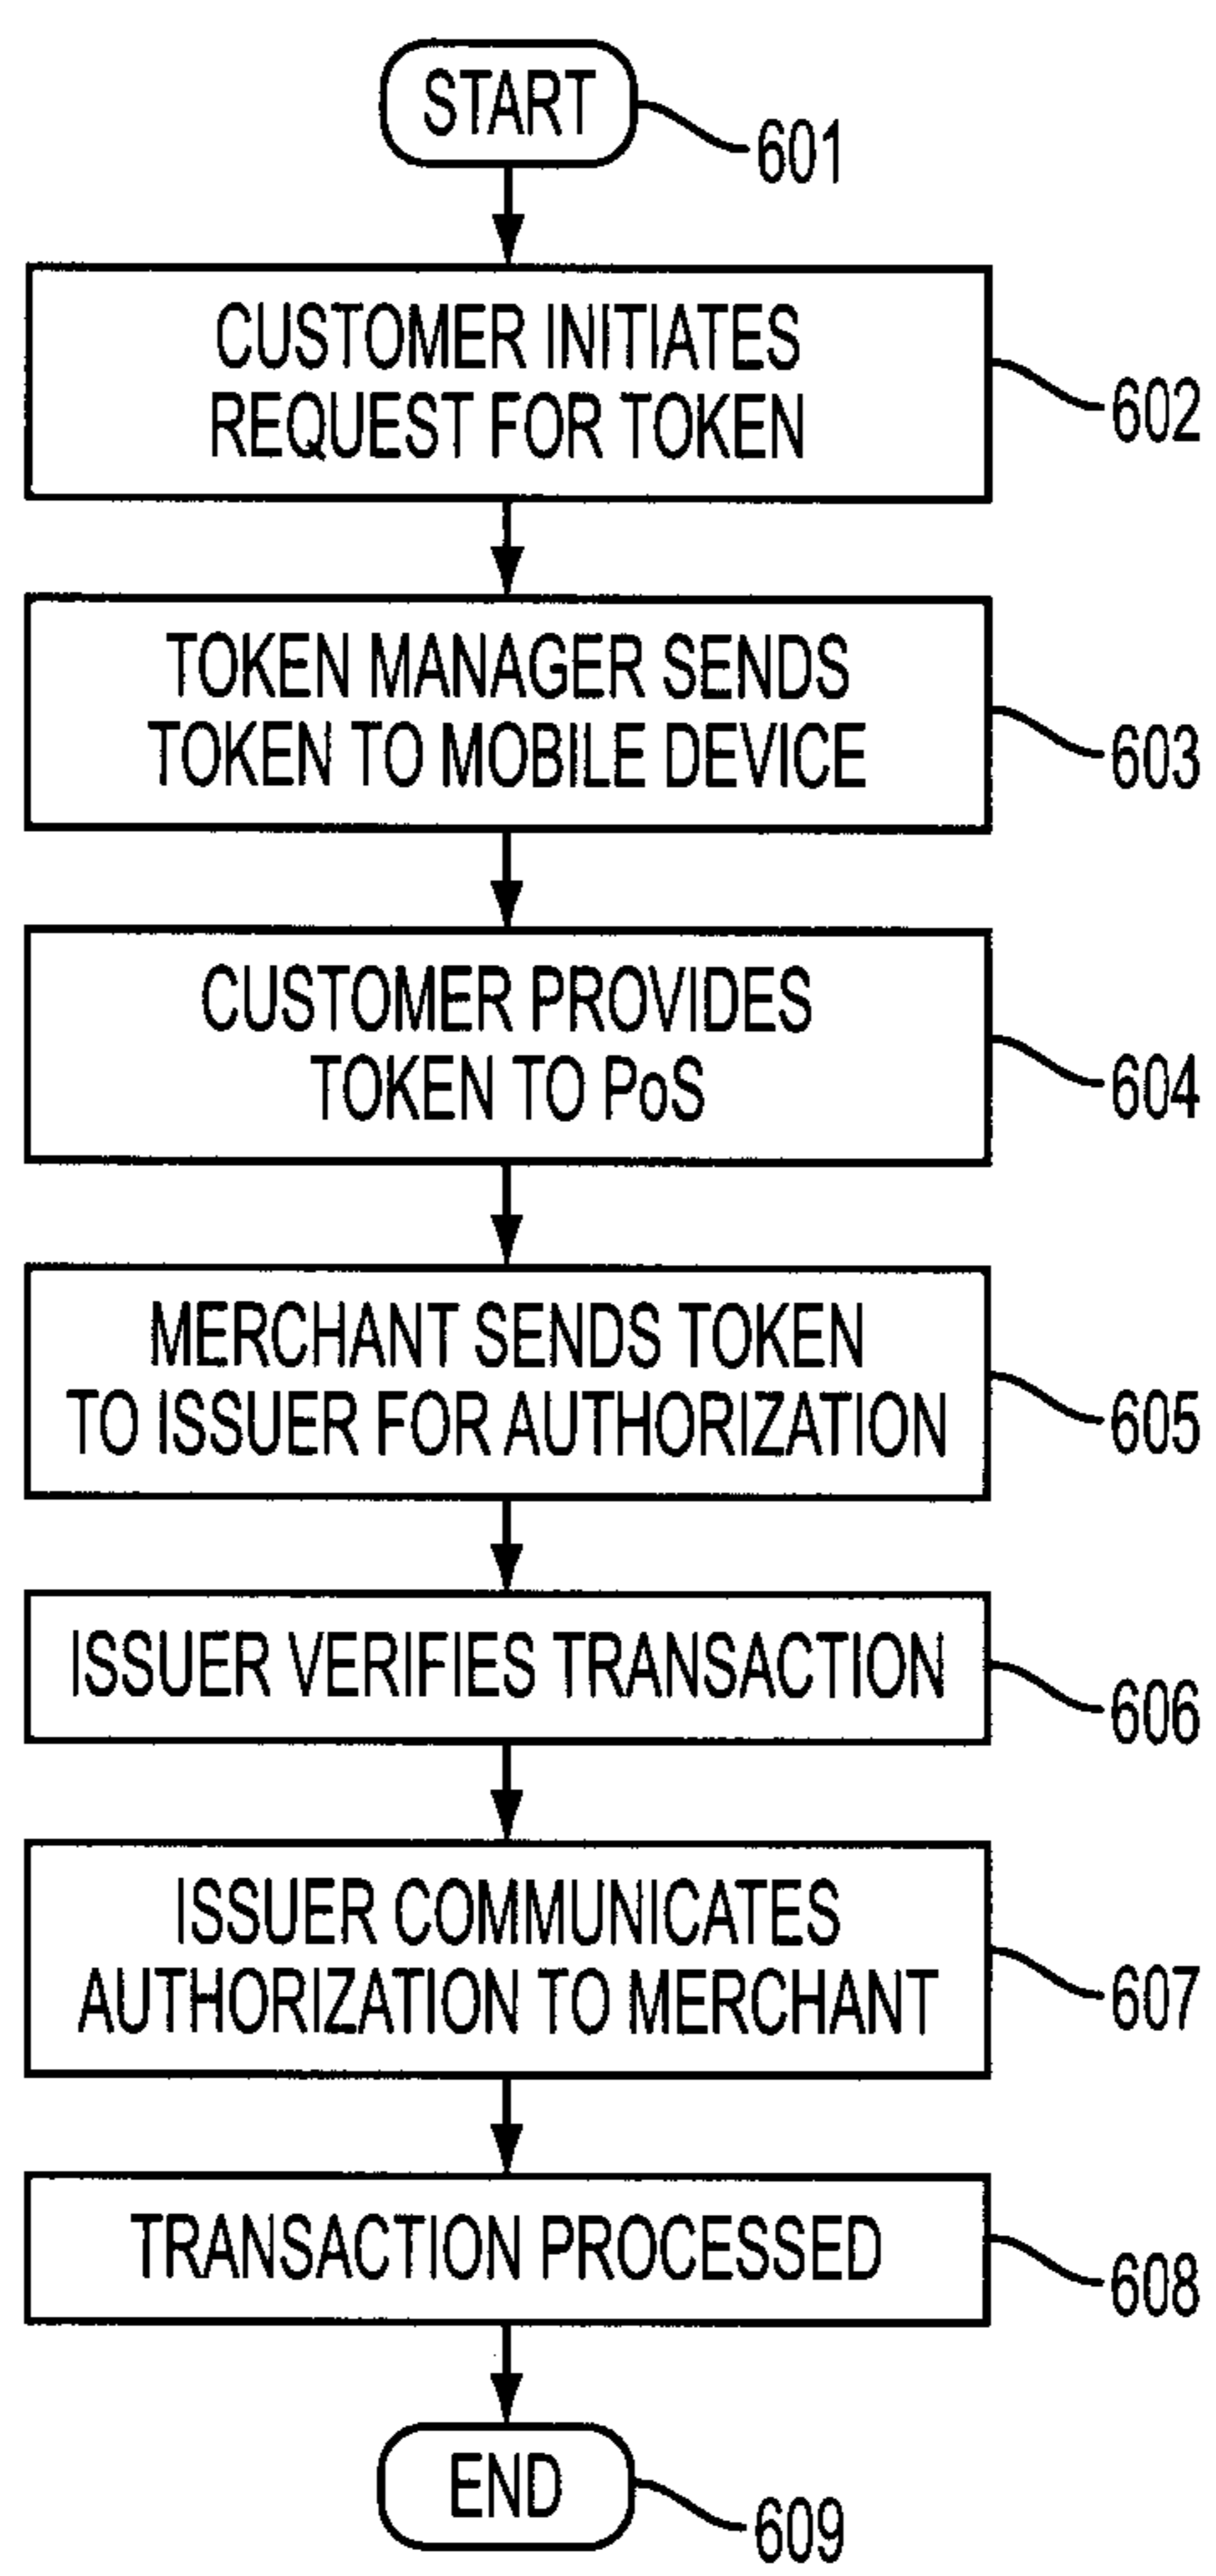 START
601
CUSTOMER INITIATES
REQUEST FOR TOKEN
602
TOKEN MANAGER SENDS
TOKEN TO MOBILE DEVICE
603
CUSTOMER PROVIDES
TOKEN TO PoS
604
MERCHANT SENDS TOKEN
TO ISSUER FOR AUTHORIZATION
605
ISSUER VERIFIES TRANSACTION
606
ISSUER COMMUNICATES
AUTHORIZATION TO MERCHANT
607
TRANSACTION PROCESSED
608
END
609